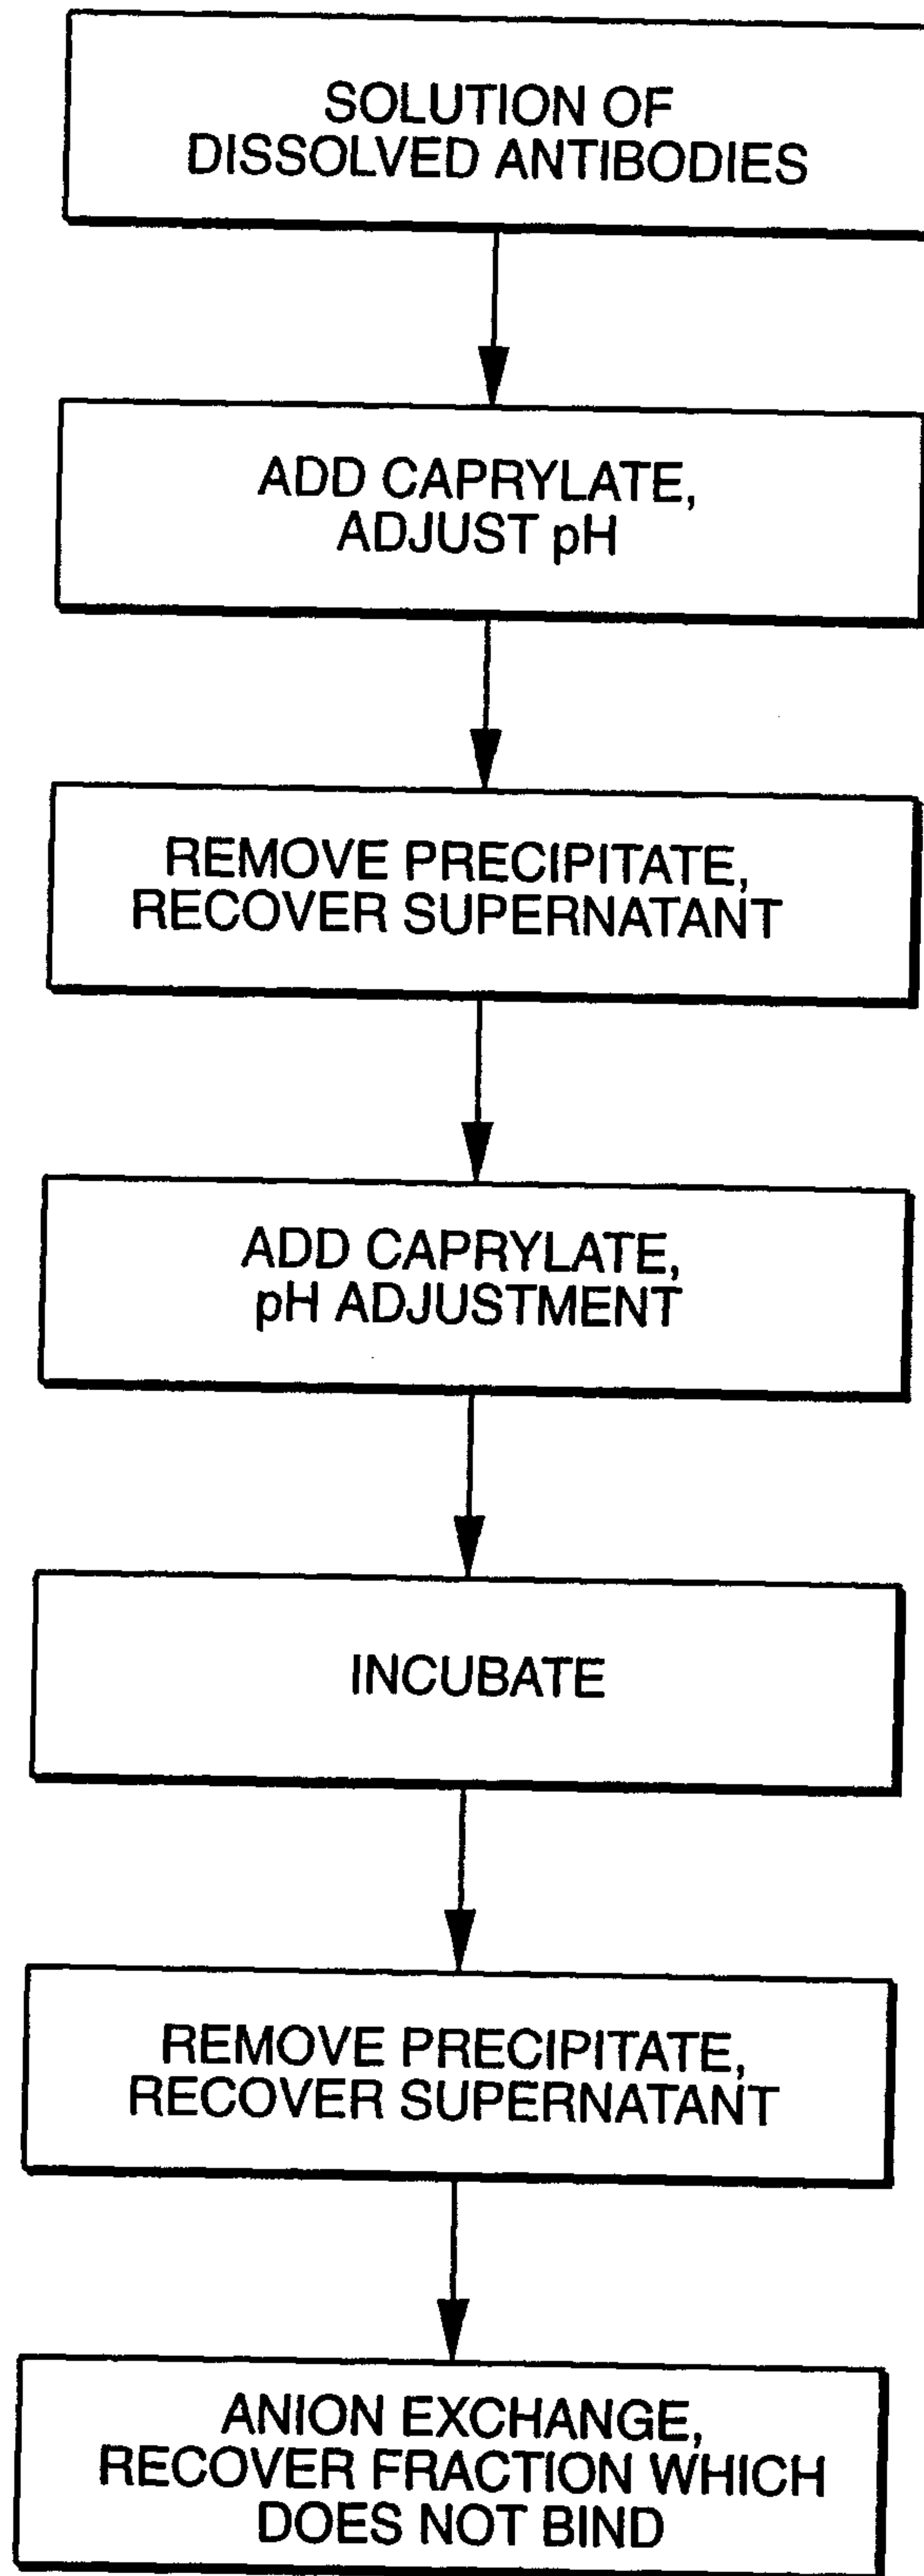 SOLUTION OF
DISSOLVED ANTIBODIES
ADD CAPRYLATE,
ADJUST pH
REMOVE PRECIPITATE,
RECOVER SUPERNATANT
ADD CAPRYLATE,
pH ADJUSTMENT
INCUBATE
REMOVE PRECIPITATE,
RECOVER SUPERNATANT
ANION EXCHANGE,
RECOVER FRACTION WHICH
DOES NOT BIND